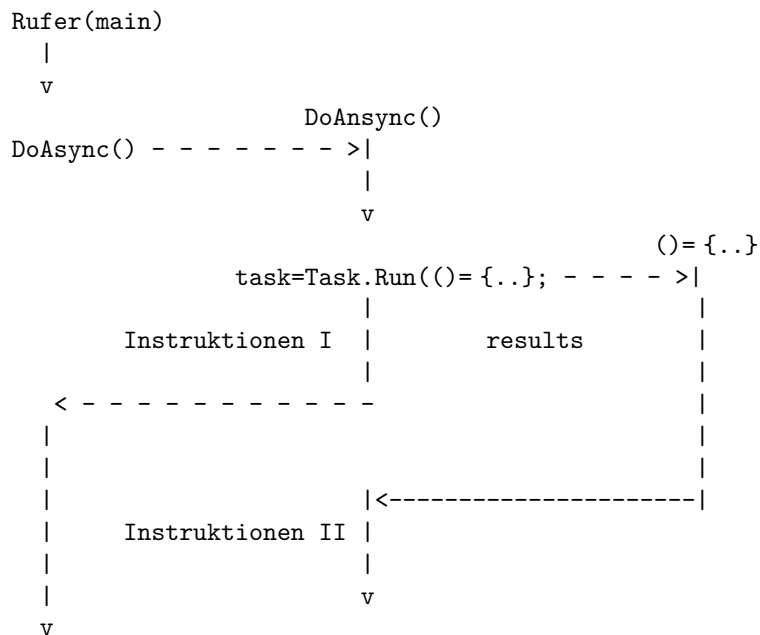 Rufer(main)
DoAnsync()
DoAsync()
()= {..}
task=Task.Run(()= {..};
Instruktionen I results
Instruktionen II